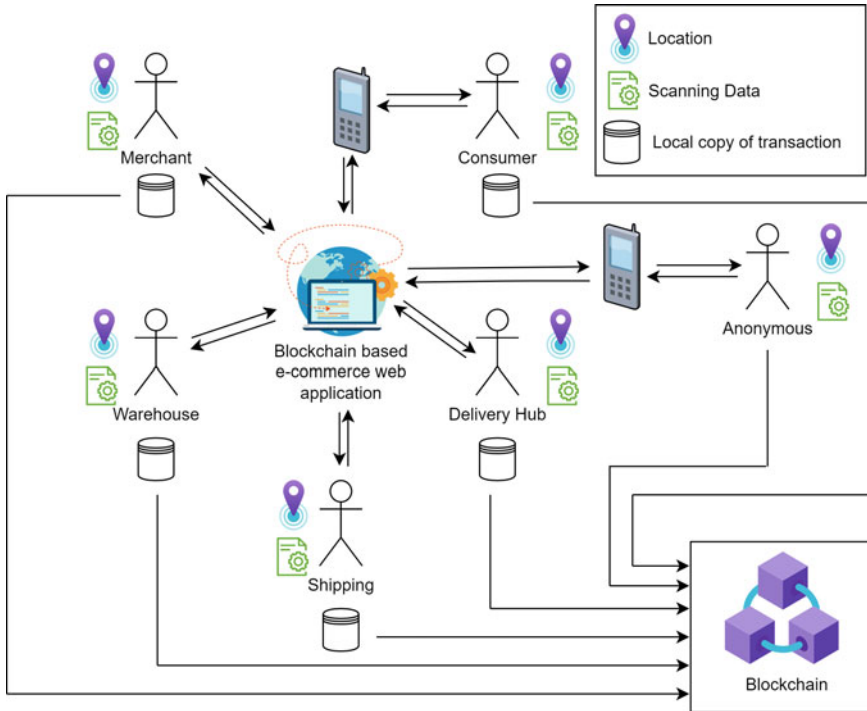 Location
Scanning Data
Local copy of transaction
Merchant
Consumer
Anonymous
Blockchain based
e-commerce web
application
Warehouse
Delivery Hub
Shipping
Blockchain